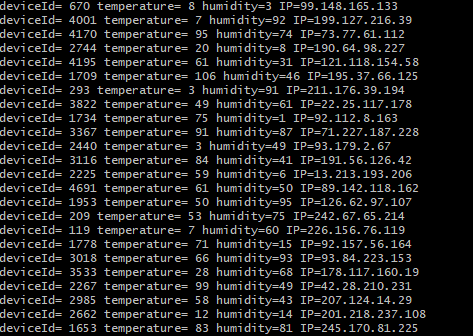 deviceId= 670 temperature= 8 humidity=3 IP=99.148.165.133
deviceId= 4001 temperature= 7 humidity=92 IP=199.127.216.39
deviceId= 4170 temperature= 95 humidity=74 IP=73.77.61.112
deviceId= 2744 temperature= 20 humidity=8 IP=190.64.98.227
deviceId= 4195 temperature= 61 humidity=31 IP=121.118.154.58
deviceId= 1709 temperature= 106 humidity=46 IP=195.37.66.125
deviceId= 293 temperature= 3 humidity=91 IP=211.176.39.194
deviceId= 3822 temperature= 49 humidity=61 IP=22.25.117.178
deviceId= 1734 temperature= 75 humidity=1 IP=92.112.8.163
deviceId= 3367 temperature= 91 humidity=87 IP=71.227.187.228
deviceId= 2440 temperature= 3 humidity=49 IP=93.179.2.67
deviceId= 3116 temperature= 84 humidity=41 IP=191.56.126.42
deviceId= 2225 temperature= 59 humidity=6 IP=13.213.193.206
deviceId= 4691 temperature= 61 humidity=50 IP=89.142.118.162
deviceId= 1953 temperature= 50 humidity=95 IP=126.62.97.107
deviceId= 209 temperature= 53 humidity=75 IP=242.67.65.214
deviceId= 119 temperature= 7 humidity=60 IP=226.156.76.119
deviceId= 1778 temperature= 71 humidity=15 IP=92.157.56.164
deviceId= 3018 temperature= 66 humidity=93 IP=93.84.223.153
deviceId= 3533 temperature= 28 humidity=68 IP=178.117.160.19
deviceId= 2267 temperature= 99 humidity=49 IP=42.28.210.231
deviceId= 2985 temperature= 58 humidity=43 IP=207.124.14.29
deviceId= 2662 temperature= 12 humidity=14 IP=201.218.237.108
deviceId= 1653 temperature= 83 humidity=81 IP=245.170.81.225